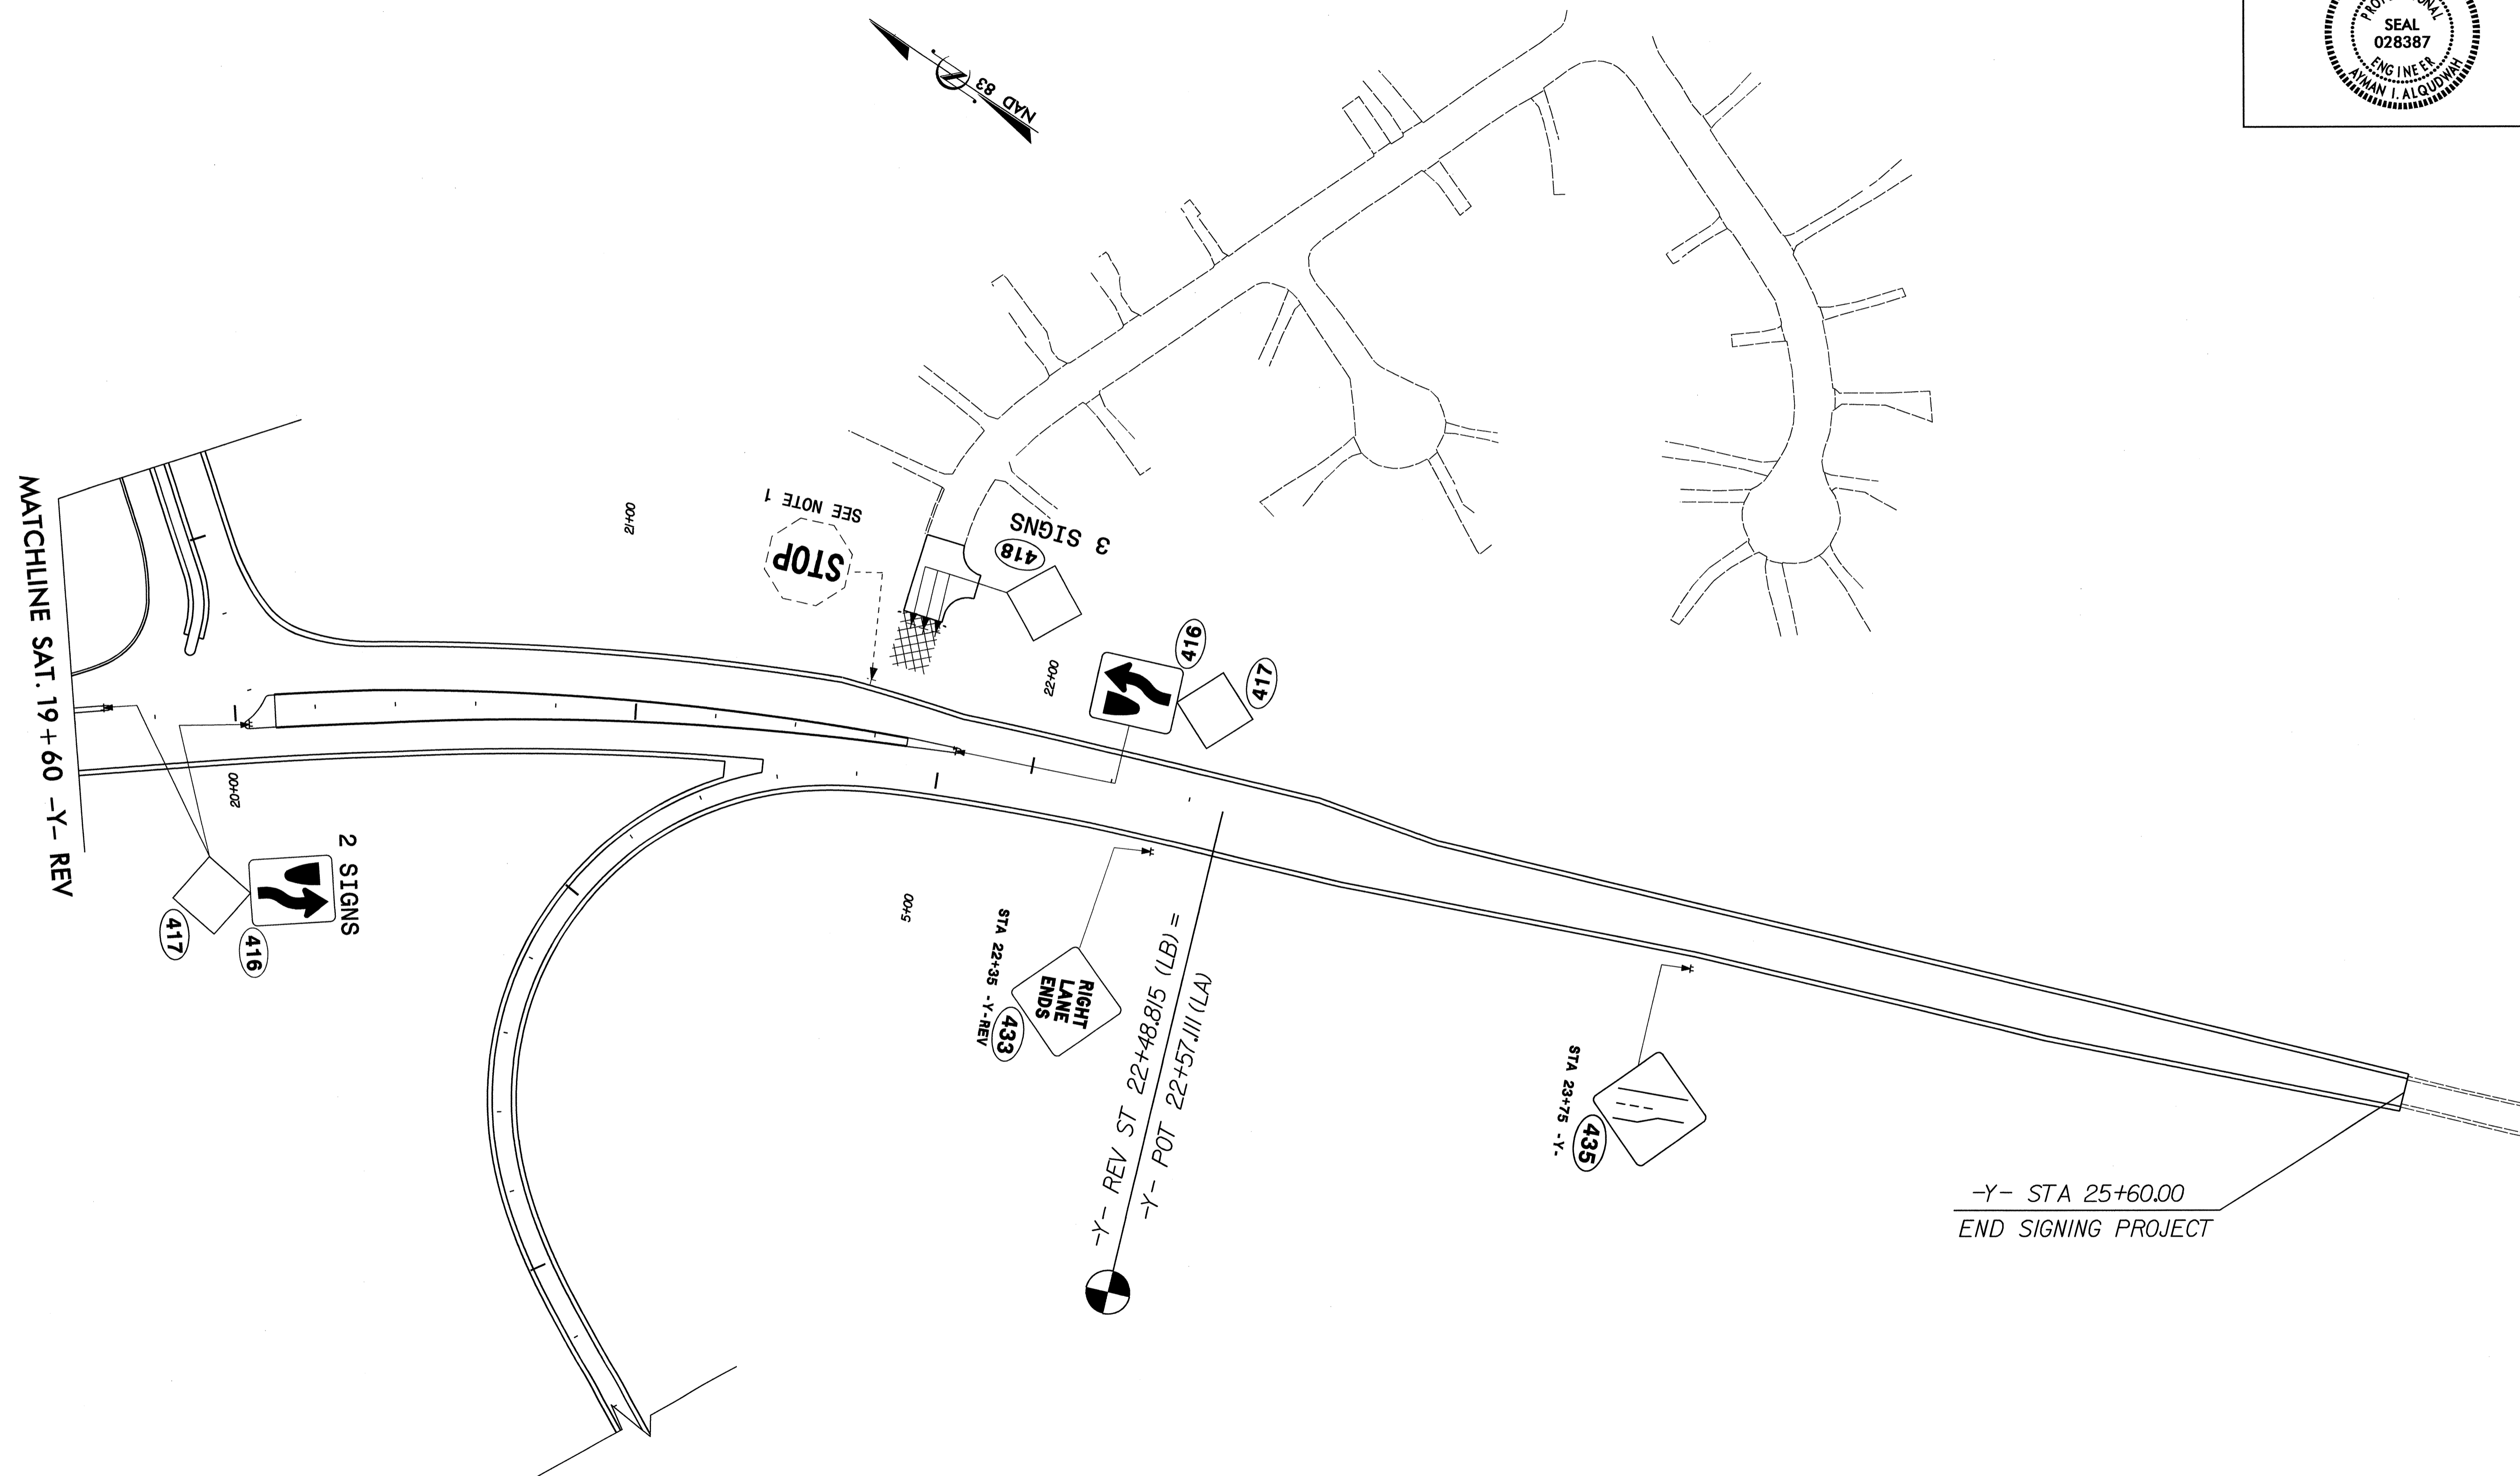 PROFESSIONAL
SEAL
028387
ENGINEER
AYMAN I. ALQUDWAH
NAD 83
MATCHLINE SAT. 19+60 -Y- REV
21+00
SEE NOTE 1
STOP
3 SIGNS
418
22+00
416
417
20+00
2 SIGNS
417
416
5+00
STA 22+35 -Y-REV
433
RIGHT
LANE
ENDS
-Y- REV ST 22+48.815 (LB) =
-Y- POT 22+57.111 (LA)
STA 23+75 -Y-
435
-Y- STA 25+60.00
END SIGNING PROJECT